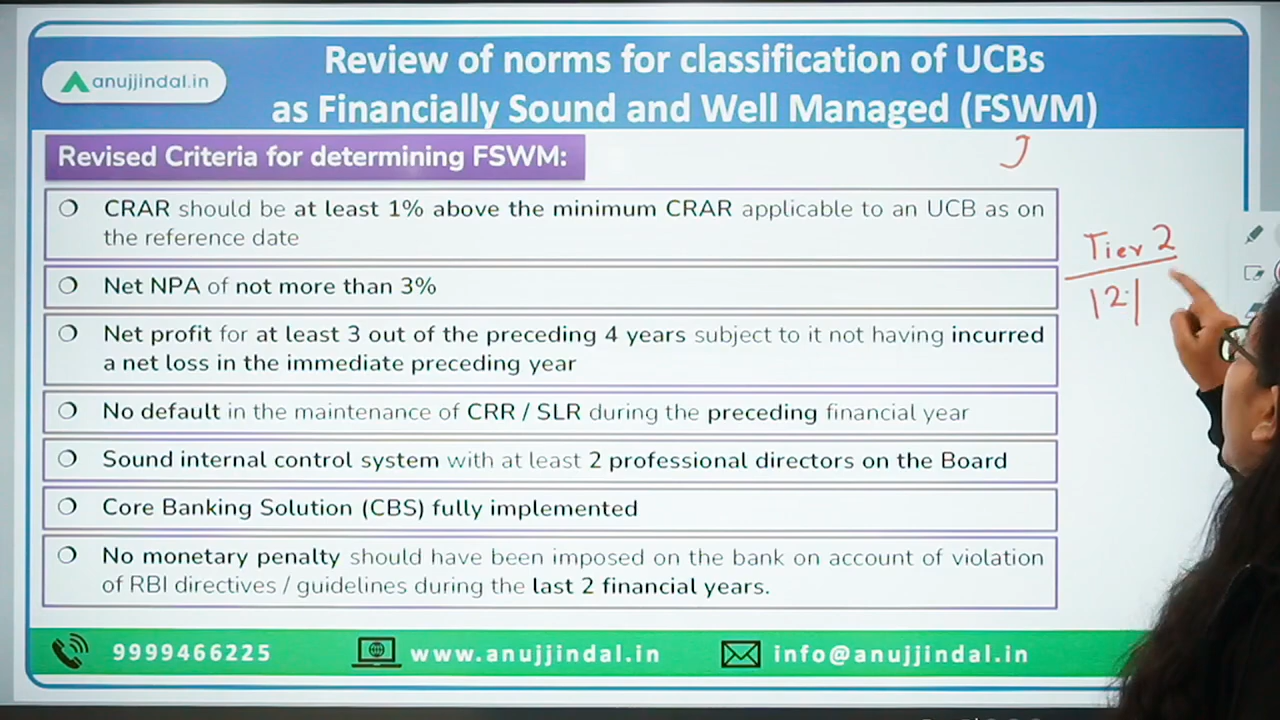 anujjindal.in
Review of norms for classification of UCBs
as Financially Sound and Well Managed (FSWM)
Revised Criteria for determining FSWM:
CRAR should be at least 1% above the minimum CRAR applicable to an UCB as on
the reference date
Net NPA of not more than 3%
Net profit for at least 3 out of the preceding 4 years subject to it not having incurred
a net loss in the immediate preceding year
No default in the maintenance of CRR / SLR during the preceding financial year
Sound internal control system with at least 2 professional directors on the Board
Core Banking Solution (CBS) fully implemented
No monetary penalty should have been imposed on the bank on account of violation
of RBI directives / guidelines during the last 2 financial years.
Tier 2
9999466225
www.anujjindal.in
info@anujjindal.in